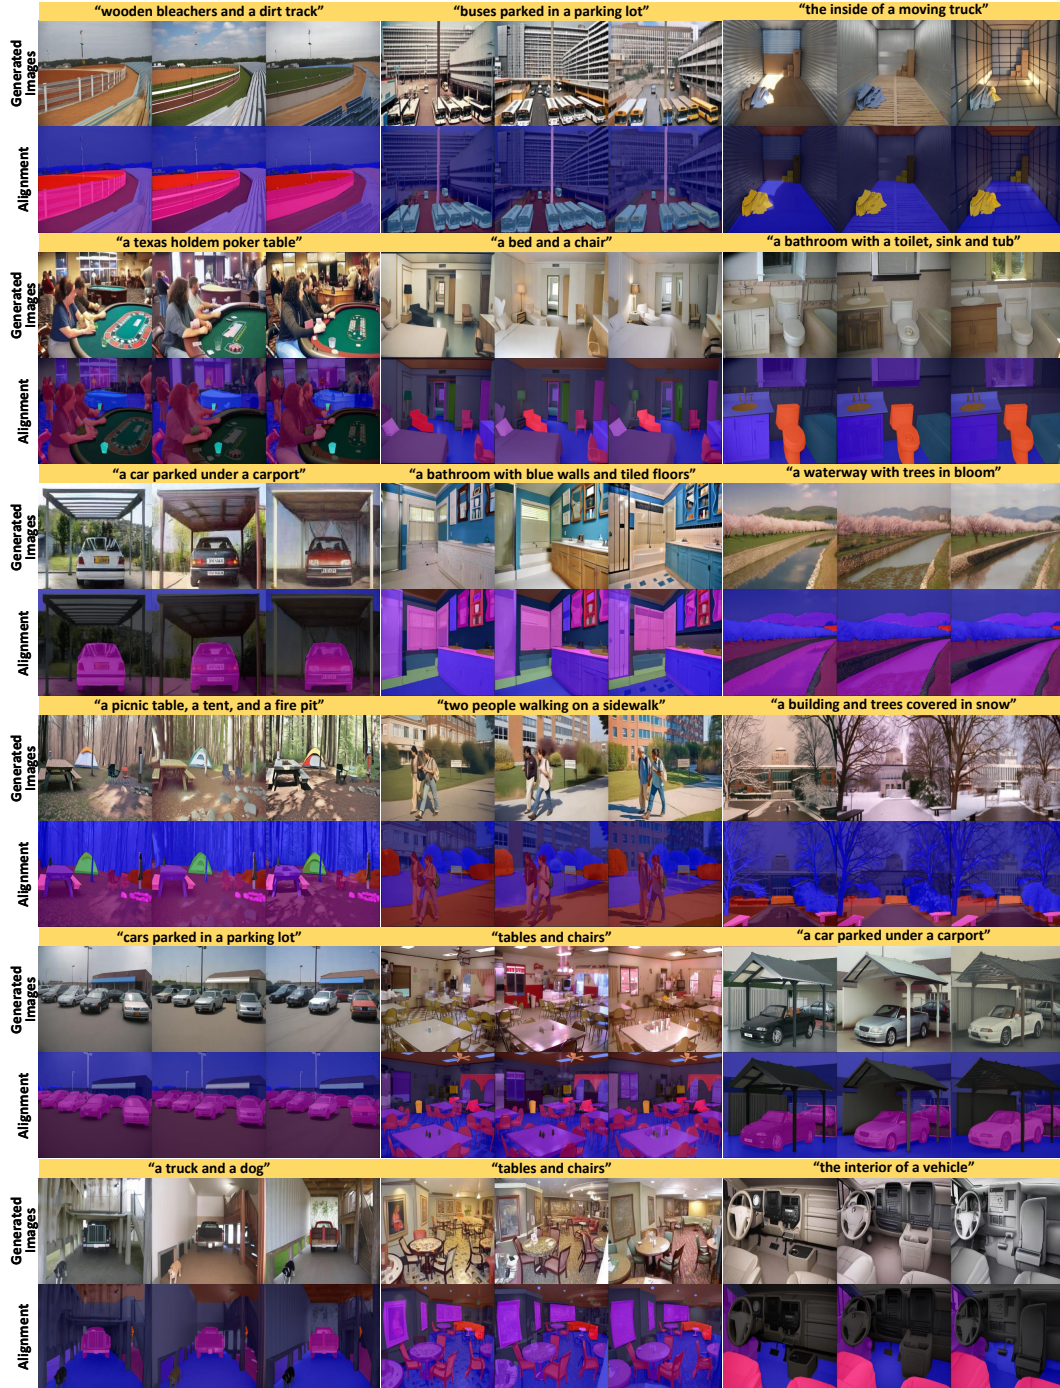 “wooden bleachers and a dirt track” “buses parked in a parking lot” “the inside of a moving truck”
Generated Images
Alignment
“a texas holdem poker table” “a bed and a chair” “a bathroom with a toilet, sink and tub”
Generated Images
Alignment
“a car parked under a carport” “a bathroom with blue walls and tiled floors” “a waterway with trees in bloom”
Generated Images
Alignment
“a picnic table, a tent, and a fire pit” “two people walking on a sidewalk” “a building and trees covered in snow”
Generated Images
Alignment
“cars parked in a parking lot” “tables and chairs” “a car parked under a carport”
Generated Images
Alignment
“a truck and a dog” “tables and chairs” “the interior of a vehicle”
Generated Images
Alignment